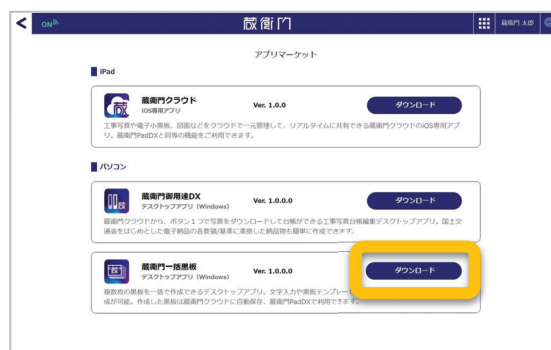 < ON 蔵衛門 蔵衛門 太郎
アプリマーケット
iPad
蔵 蔵衛門クラウド
iOS専用アプリ
Ver. 1.0.0
ダウンロード
工事写真や電子小黒板、図面などをクラウドで一元管理して、リアルタイムに共有できる蔵衛門クラウドのiOS専用アプ
リ。蔵衛門PadDXと同等の機能をご利用できます。
パソコン
蔵衛門御用達DX
デスクトップアプリ (Windows)
Ver. 1.0.0.0
ダウンロード
蔵衛門クラウドから、ボタン1つで写真をダウンロードして台帳ができる工事写真台帳編集デスクトップアプリ。国土交
通省をはじめとした電子納品の各要領/基準に準拠した納品物も簡単に作成できます。
蔵衛門一括黒板
デスクトップアプリ (Windows)
Ver. 1.0.0.0
ダウンロード
複数枚の黒板を一括で作成できるデスクトップアプリ。文字入力や黒板テンプレート
成が可能。作成した黒板は蔵衛門クラウドに自動保存、蔵衛門PadDXで利用できます。